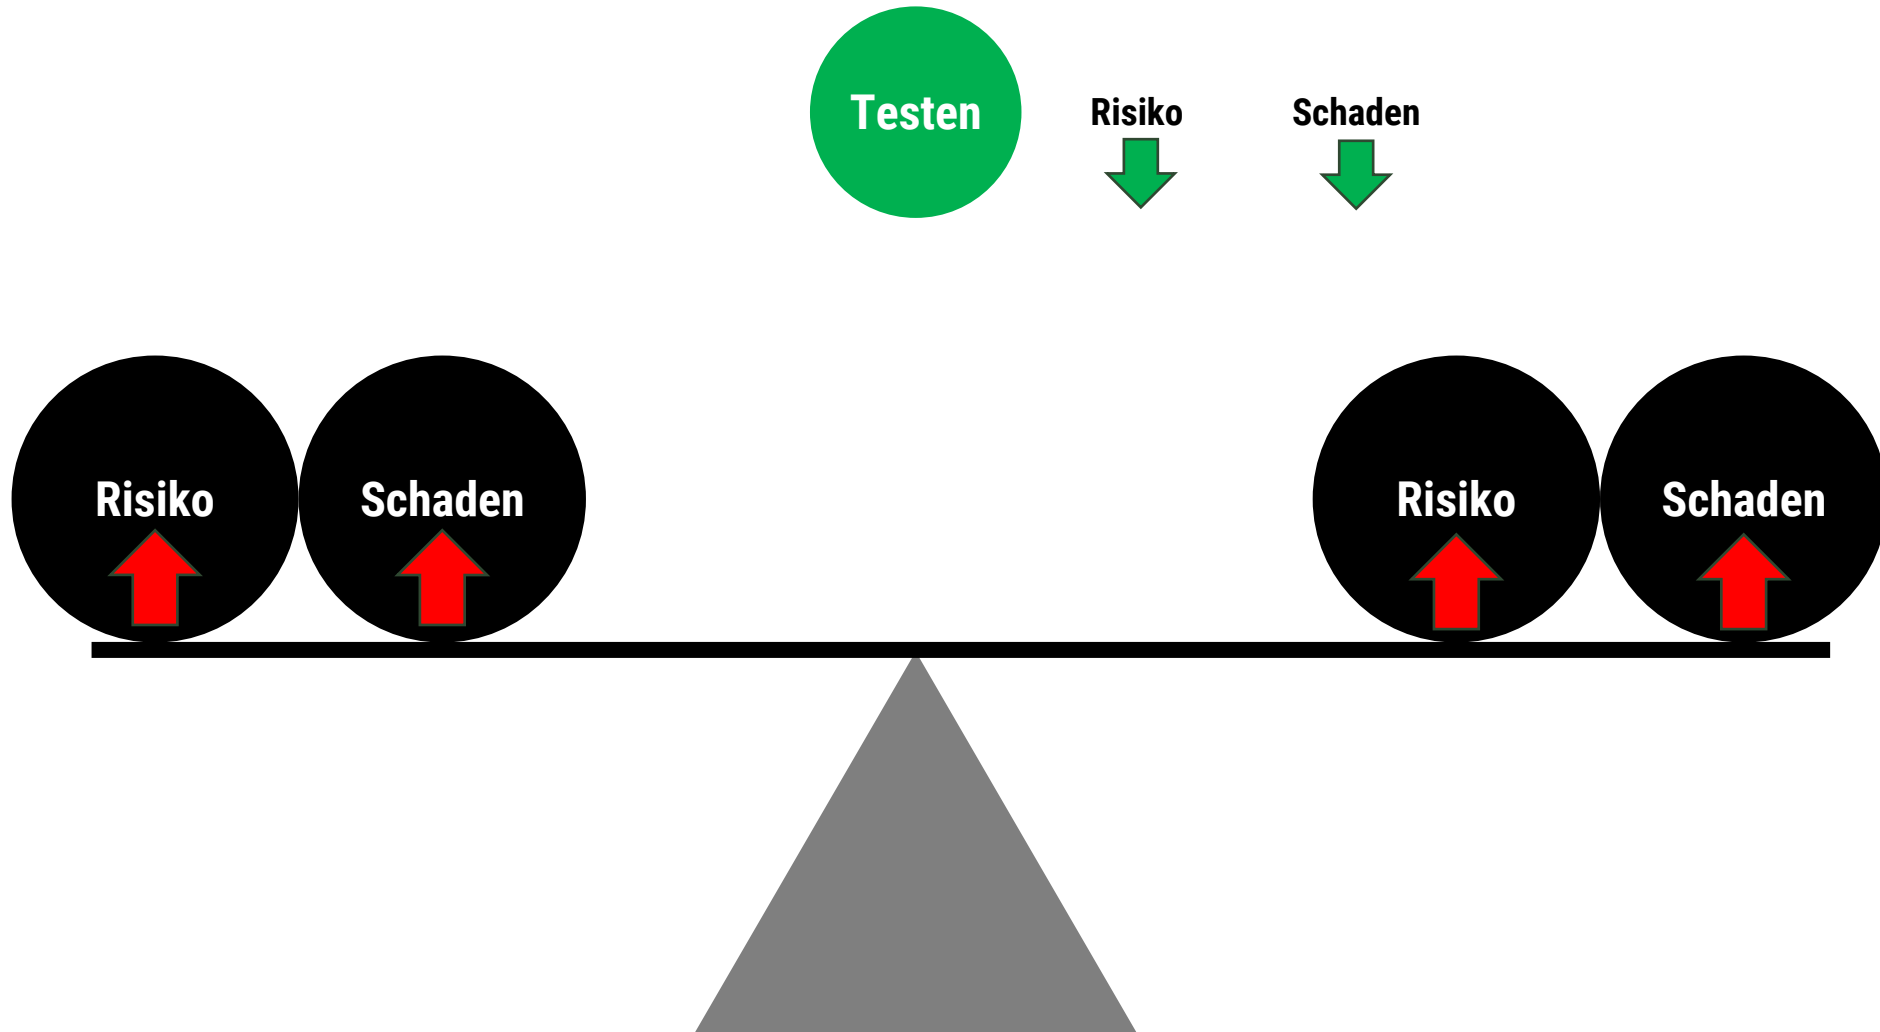 Testen
Risiko
Schaden
Risiko
Schaden
Risiko
Schaden